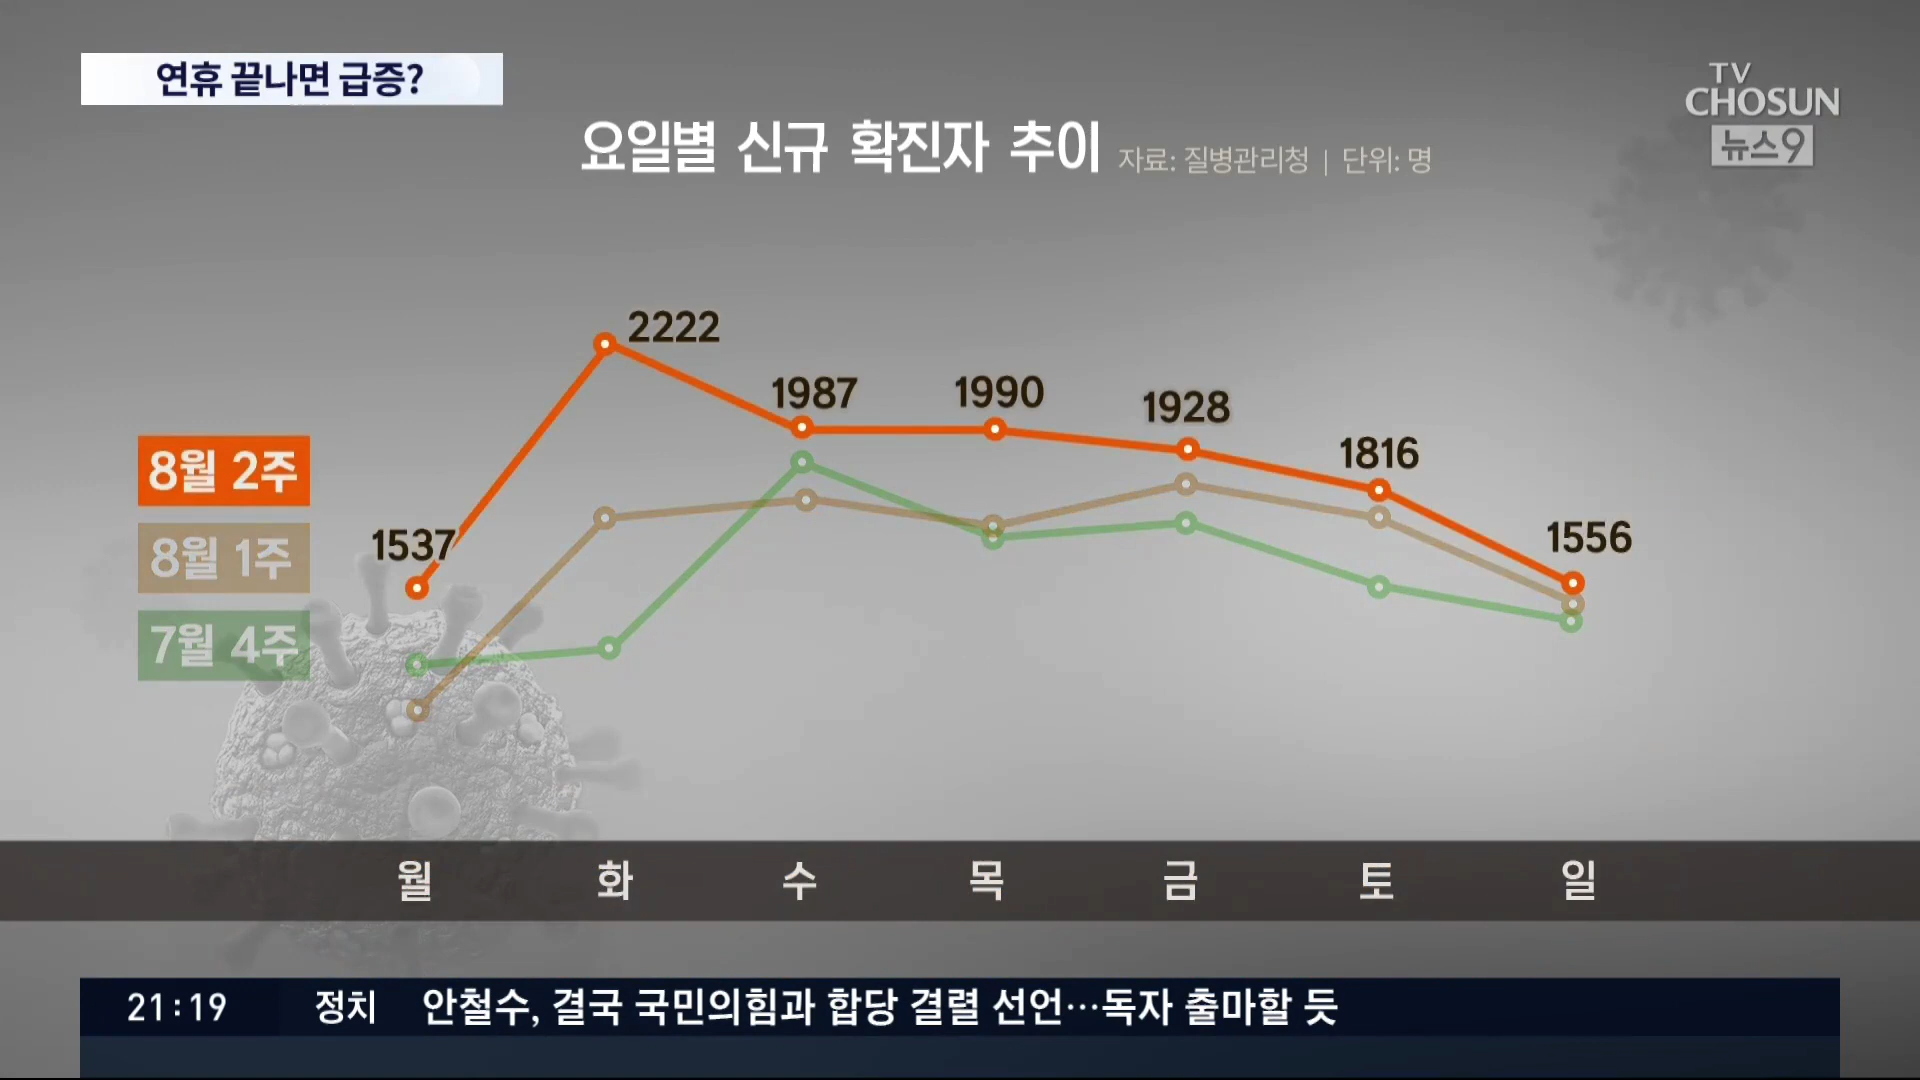 연휴 끝나면 급증?
TV
CHOSUN
뉴스9
요일별 신규 확진자 추이 자료: 질병관리청 | 단위: 명
2222
1987
1990
1928
1816
1556
1537
8월 2주
8월 1주
7월 4주
월 화 수 목 금 토 일
21:19 정치 안철수, 결국 국민의힘과 합당 결렬 선언…독자 출마할 듯